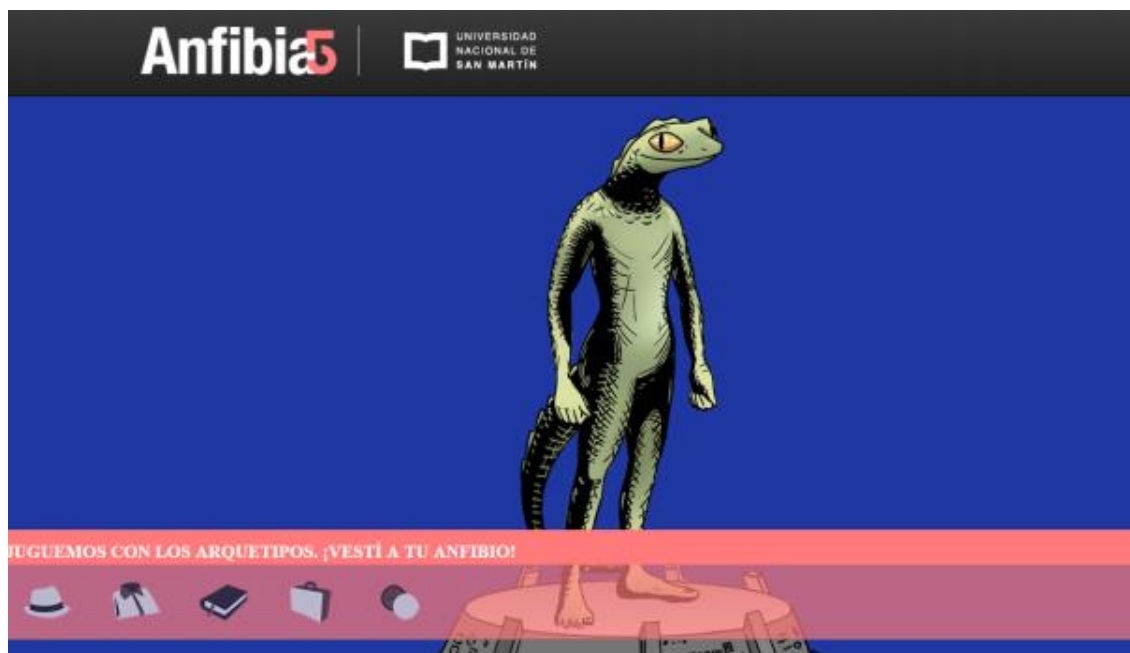 Anfibia5
UNIVERSIDAD
NACIONAL DE
SAN MARTÍN
JUGUEMOS CON LOS ARQUETIPOS. ¡VESTÍ A TU ANFIBIO!